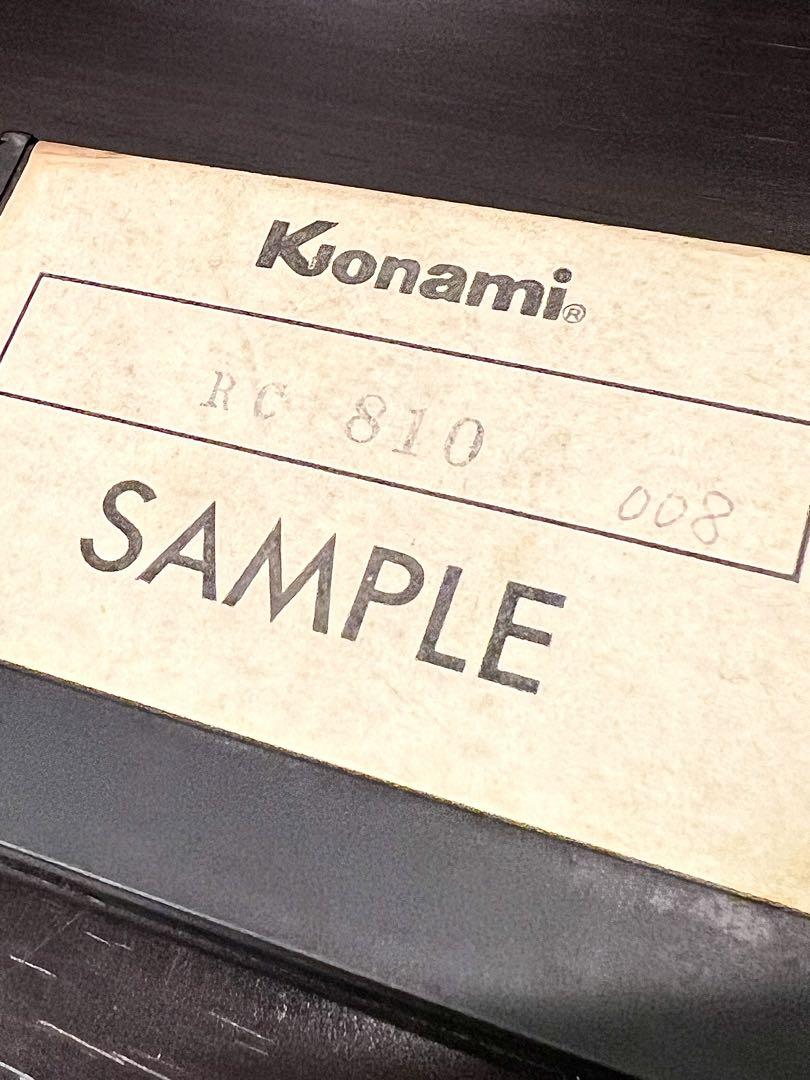 Konami®
RC 810
008
SAMPLE